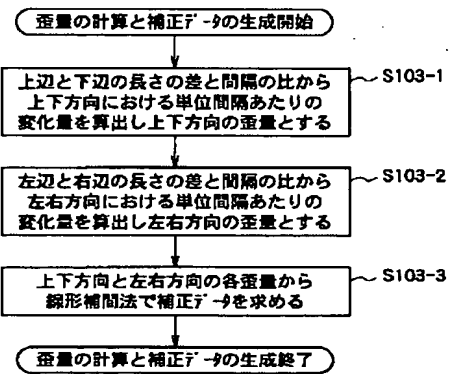 歪量の計算と補正ﾃﾞｰﾀの生成開始
上辺と下辺の長さの差と間隔の比から
上下方向における単位間隔あたりの
変化量を算出し上下方向の歪量とする
S103-1
左辺と右辺の長さの差と間隔の比から
左右方向における単位間隔あたりの
変化量を算出し左右方向の歪量とする
S103-2
上下方向と左右方向の各歪量から
線形補間法で補正ﾃﾞｰﾀを求める
S103-3
歪量の計算と補正ﾃﾞｰﾀの生成終了